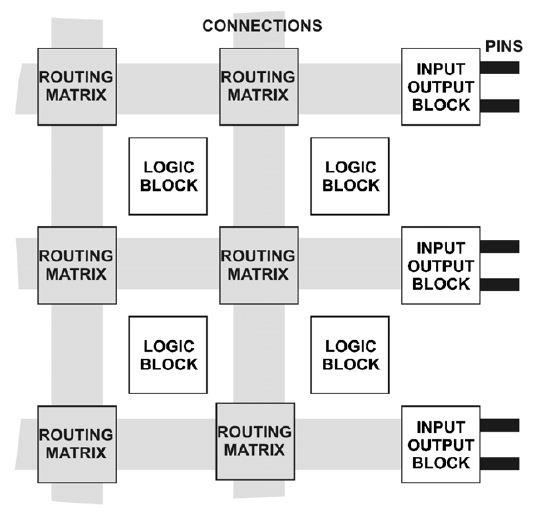 CONNECTIONS
PINS
ROUTING
MATRIX
ROUTING
MATRIX
INPUT
OUTPUT
BLOCK
LOGIC
BLOCK
LOGIC
BLOCK
ROUTING
MATRIX
ROUTING
MATRIX
INPUT
OUTPUT
BLOCK
LOGIC
BLOCK
LOGIC
BLOCK
ROUTING
MATRIX
ROUTING
MATRIX
INPUT
OUTPUT
BLOCK